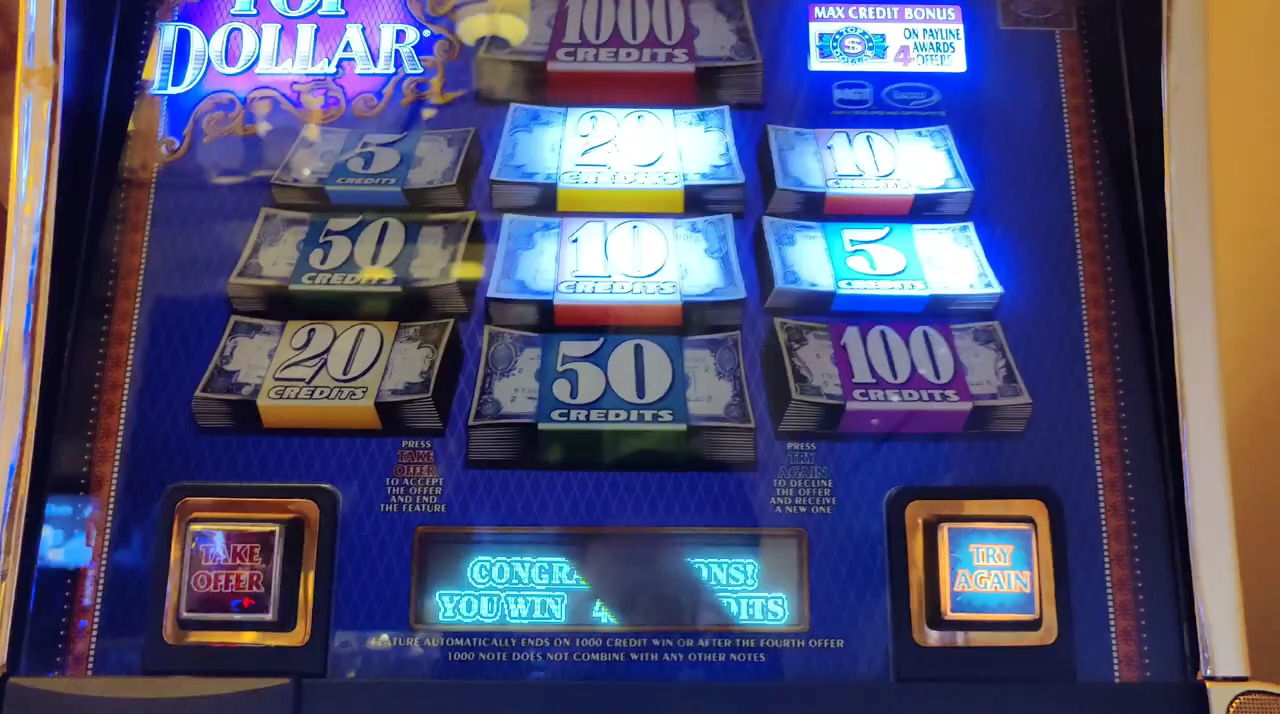 TOP
DOLLAR
1000
CREDITS
MAX CREDIT BONUS
ON PAYLINE
4 AWARDS
OFFERS
IGT
5
CREDITS
20
CREDITS
10
CREDITS
50
CREDITS
10
CREDITS
5
CREDITS
20
CREDITS
50
CREDITS
100
CREDITS
PRESS
TAKE
OFFER
TO ACCEPT
THE OFFER
AND END
THE FEATURE
PRESS
TRY
AGAIN
TO DECLINE
THE OFFER
AND RECEIVE
A NEW ONE
TAKE
OFFER
TRY
AGAIN
YOU WIN
FEATURE AUTOMATICALLY ENDS ON 1000 CREDIT WIN OR AFTER THE FOURTH OFFER
1000 NOTE DOES NOT COMBINE WITH ANY OTHER NOTES